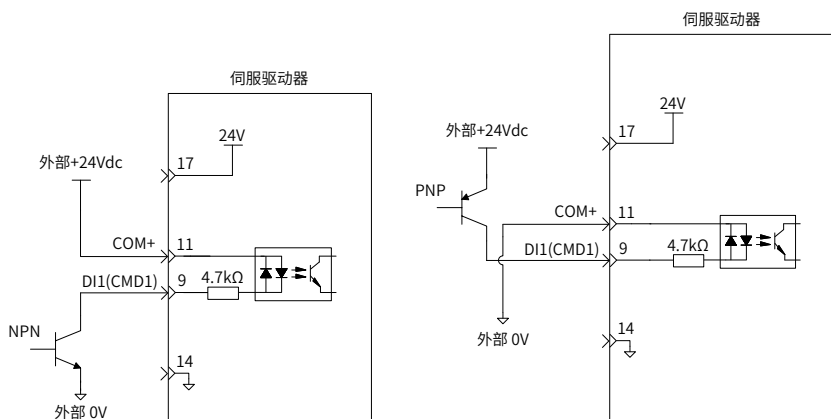 伺服驱动器
24V
17
外部+24Vdc
COM+
11
DI1(CMD1)
9
4.7kΩ
NPN
14
外部 0V
伺服驱动器
24V
17
外部+24Vdc
PNP
COM+
11
DI1(CMD1)
9
4.7kΩ
14
外部 0V